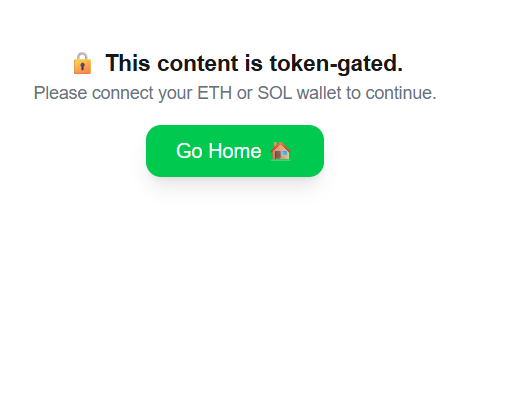 🔒 This content is token-gated.
Please connect your ETH or SOL wallet to continue.
Go Home 🏠